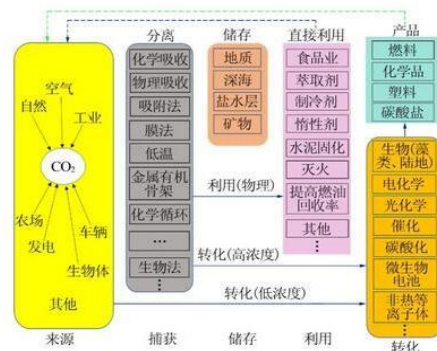 分离
储存
直接利用
产品
空气
自然
工业
CO₂
农场
车辆
发电
生物体
其他
化学吸收
物理吸收
吸附法
膜法
低温
金属有机
骨架
化学循环
…
生物法
地质
深海
盐水层
矿物
食品业
萃取剂
制冷剂
惰性剂
水泥固化
灭火
提高燃油
回收率
其他
燃料
化学品
塑料
碳酸盐
利用(物理)
转化(高浓度)
转化(低浓度)
生物(藻
类、陆地)
电化学
光化学
催化
碳酸化
微生物
电池
非热等
离子体
来源
捕获
储存
利用
转化